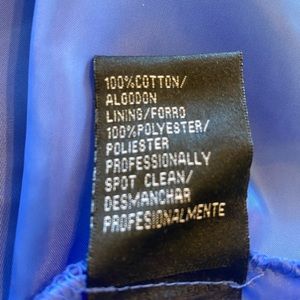 100%COTTON/
ALGODON
LINING/FORRO
100%POLYESTER/
POLIESTER
PROFESSIONALLY
SPOT CLEAN/
DESMANCHAR
PROFESIONALMENTE